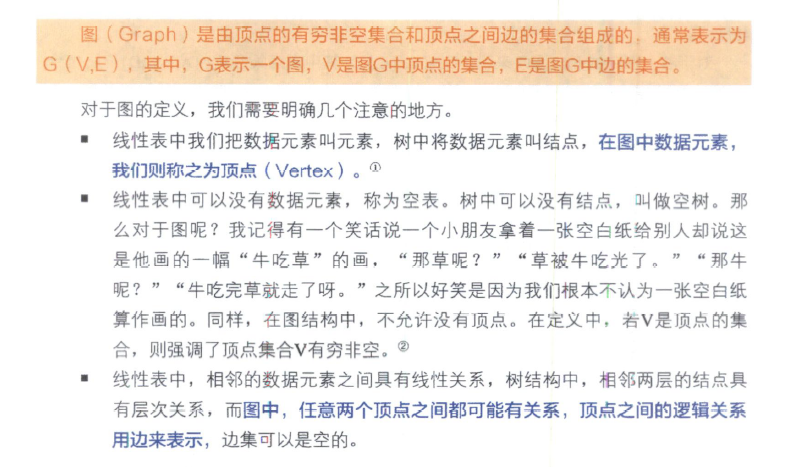 图（Graph）是由顶点的有穷非空集合和顶点之间边的集合组成的，通常表示为
G（V,E），其中，G表示一个图，V是图G中顶点的集合，E是图G中边的集合。
对于图的定义，我们需要明确几个注意的地方。
■ 线性表中我们把数据元素叫元素，树中将数据元素叫结点，在图中数据元素，
我们则称之为顶点（Vertex）。①
■ 线性表中可以没有数据元素，称为空表。树中可以没有结点，叫做空树。那
么对于图呢？我记得有一个笑话说一个小朋友拿着一张空白纸给别人却说这
是他画的一幅“牛吃草”的画，“那草呢？”“草被牛吃光了。”“那牛
呢？”“牛吃完草就走了呀。”之所以好笑是因为我们根本不认为一张空白纸
算作画的。同样，在图结构中，不允许没有顶点。在定义中，若V是顶点的集
合，则强调了顶点集合V有穷非空。②
■ 线性表中，相邻的数据元素之间具有线性关系，树结构中，相邻两层的结点具
有层次关系，而图中，任意两个顶点之间都可能有关系，顶点之间的逻辑关系
用边来表示，边集可以是空的。